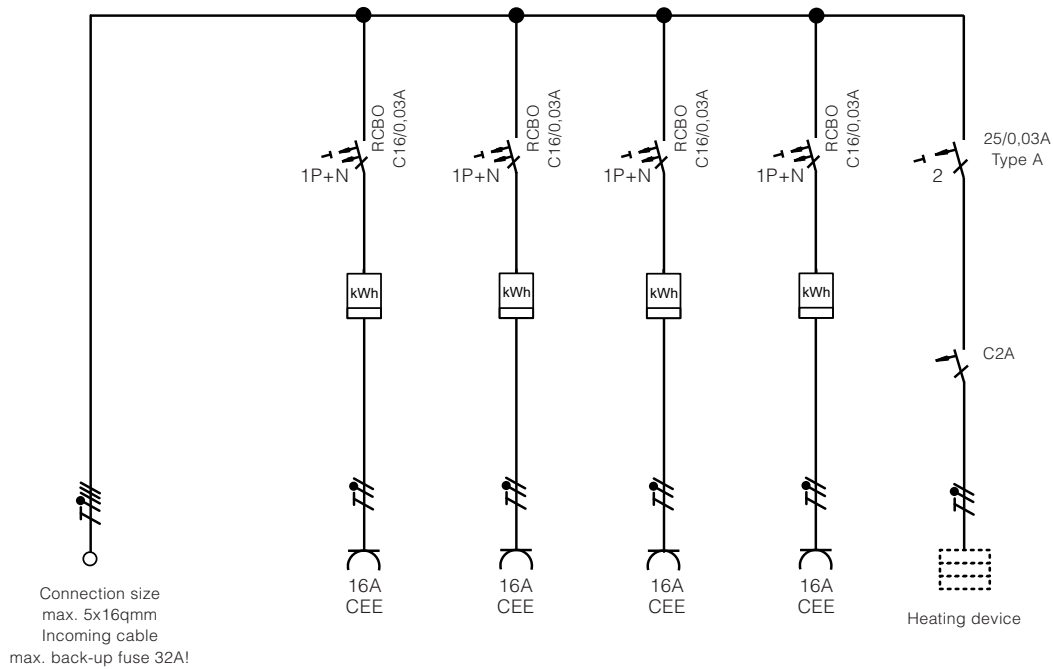 RCBO
C16/0,03A
1P+N
kWh
16A
CEE
RCBO
C16/0,03A
1P+N
kWh
16A
CEE
RCBO
C16/0,03A
1P+N
kWh
16A
CEE
RCBO
C16/0,03A
1P+N
kWh
16A
CEE
25/0,03A
Type A
2
C2A
Heating device
Connection size
max. 5x16qmm
Incoming cable
max. back-up fuse 32A!